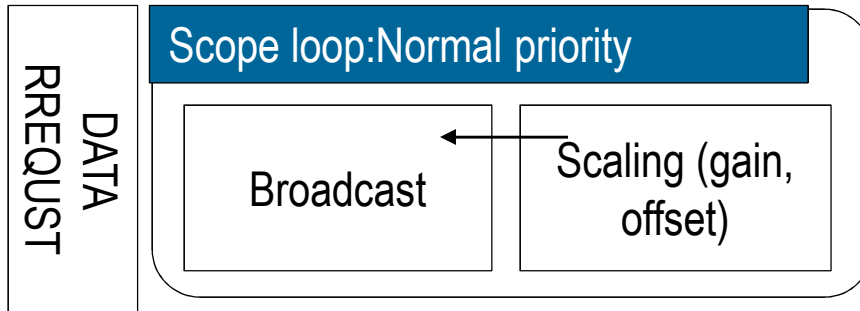 DATA
RREQUST
Scope loop:Normal priority
Broadcast
Scaling (gain,
offset)